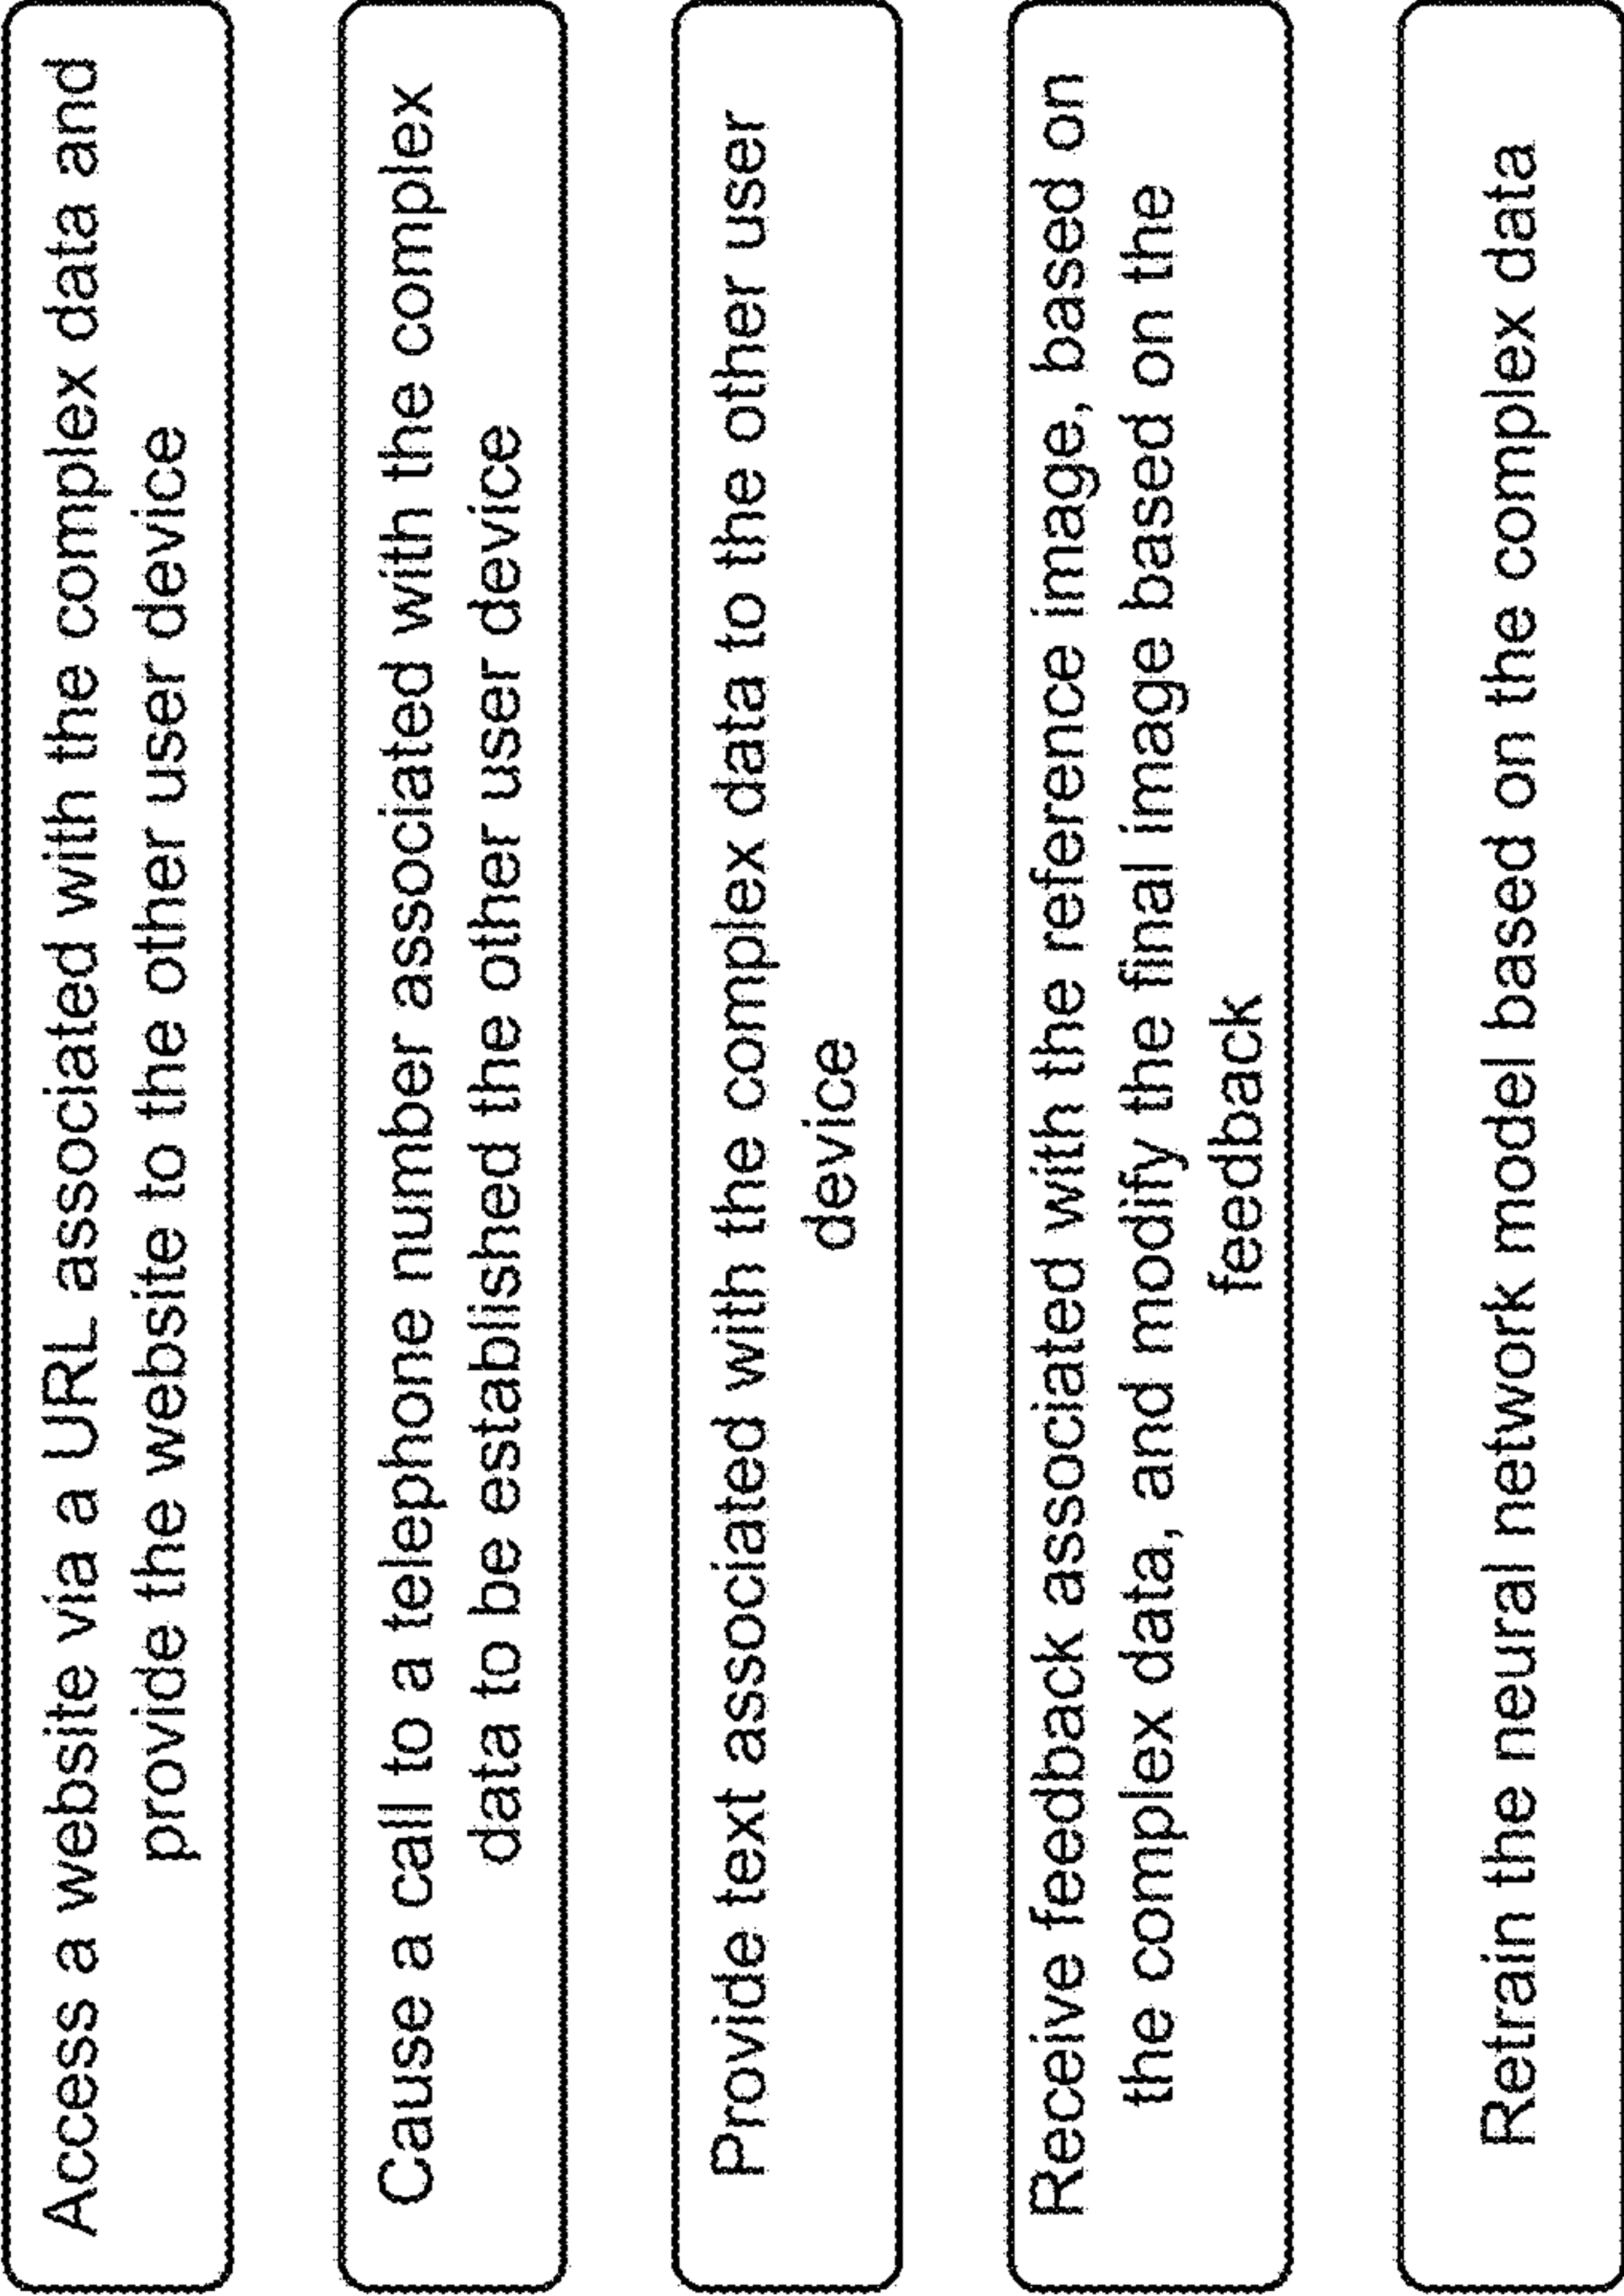 Access a website via a URL associated with the complex data and
provide the website to the other user device
Cause a call to a telephone number associated with the complex
data to be established the other user device
Provide text associated with the complex data to the other user
device
Receive feedback associated with the reference image, based on
the complex data, and modify the final image based on the
feedback
Retrain the neural network model based on the complex data